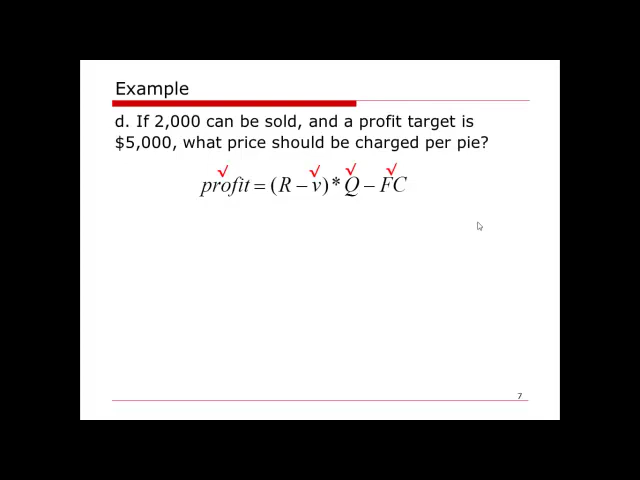 Example
d. If 2,000 can be sold, and a profit target is
$5,000, what price should be charged per pie?
√ √ √ √
profit = (R − v) * Q − FC
7